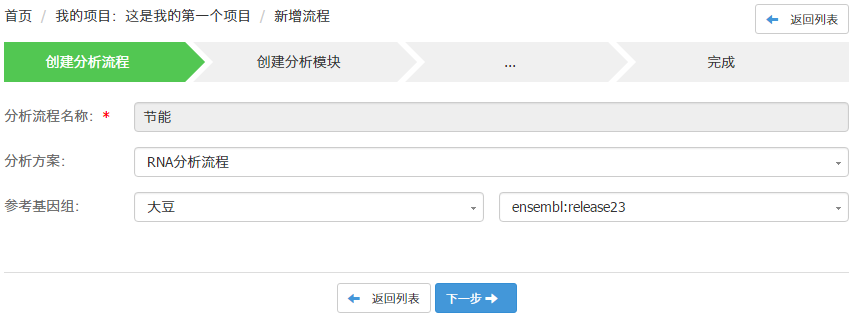 首页 / 我的项目：这是我的第一个项目 / 新增流程 返回列表
创建分析流程 创建分析模块 ... 完成
分析流程名称：* 节能
分析方案： RNA分析流程
参考基因组： 大豆 ensembl:release23
返回列表 下一步